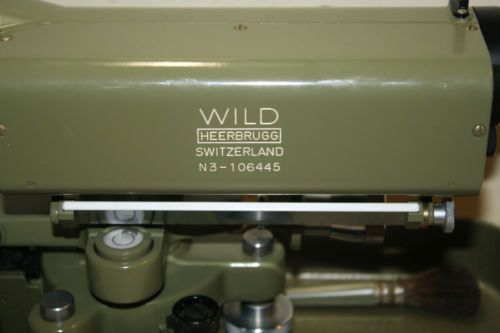 WILD
HEERBRUGG
SWITZERLAND
N3-106445